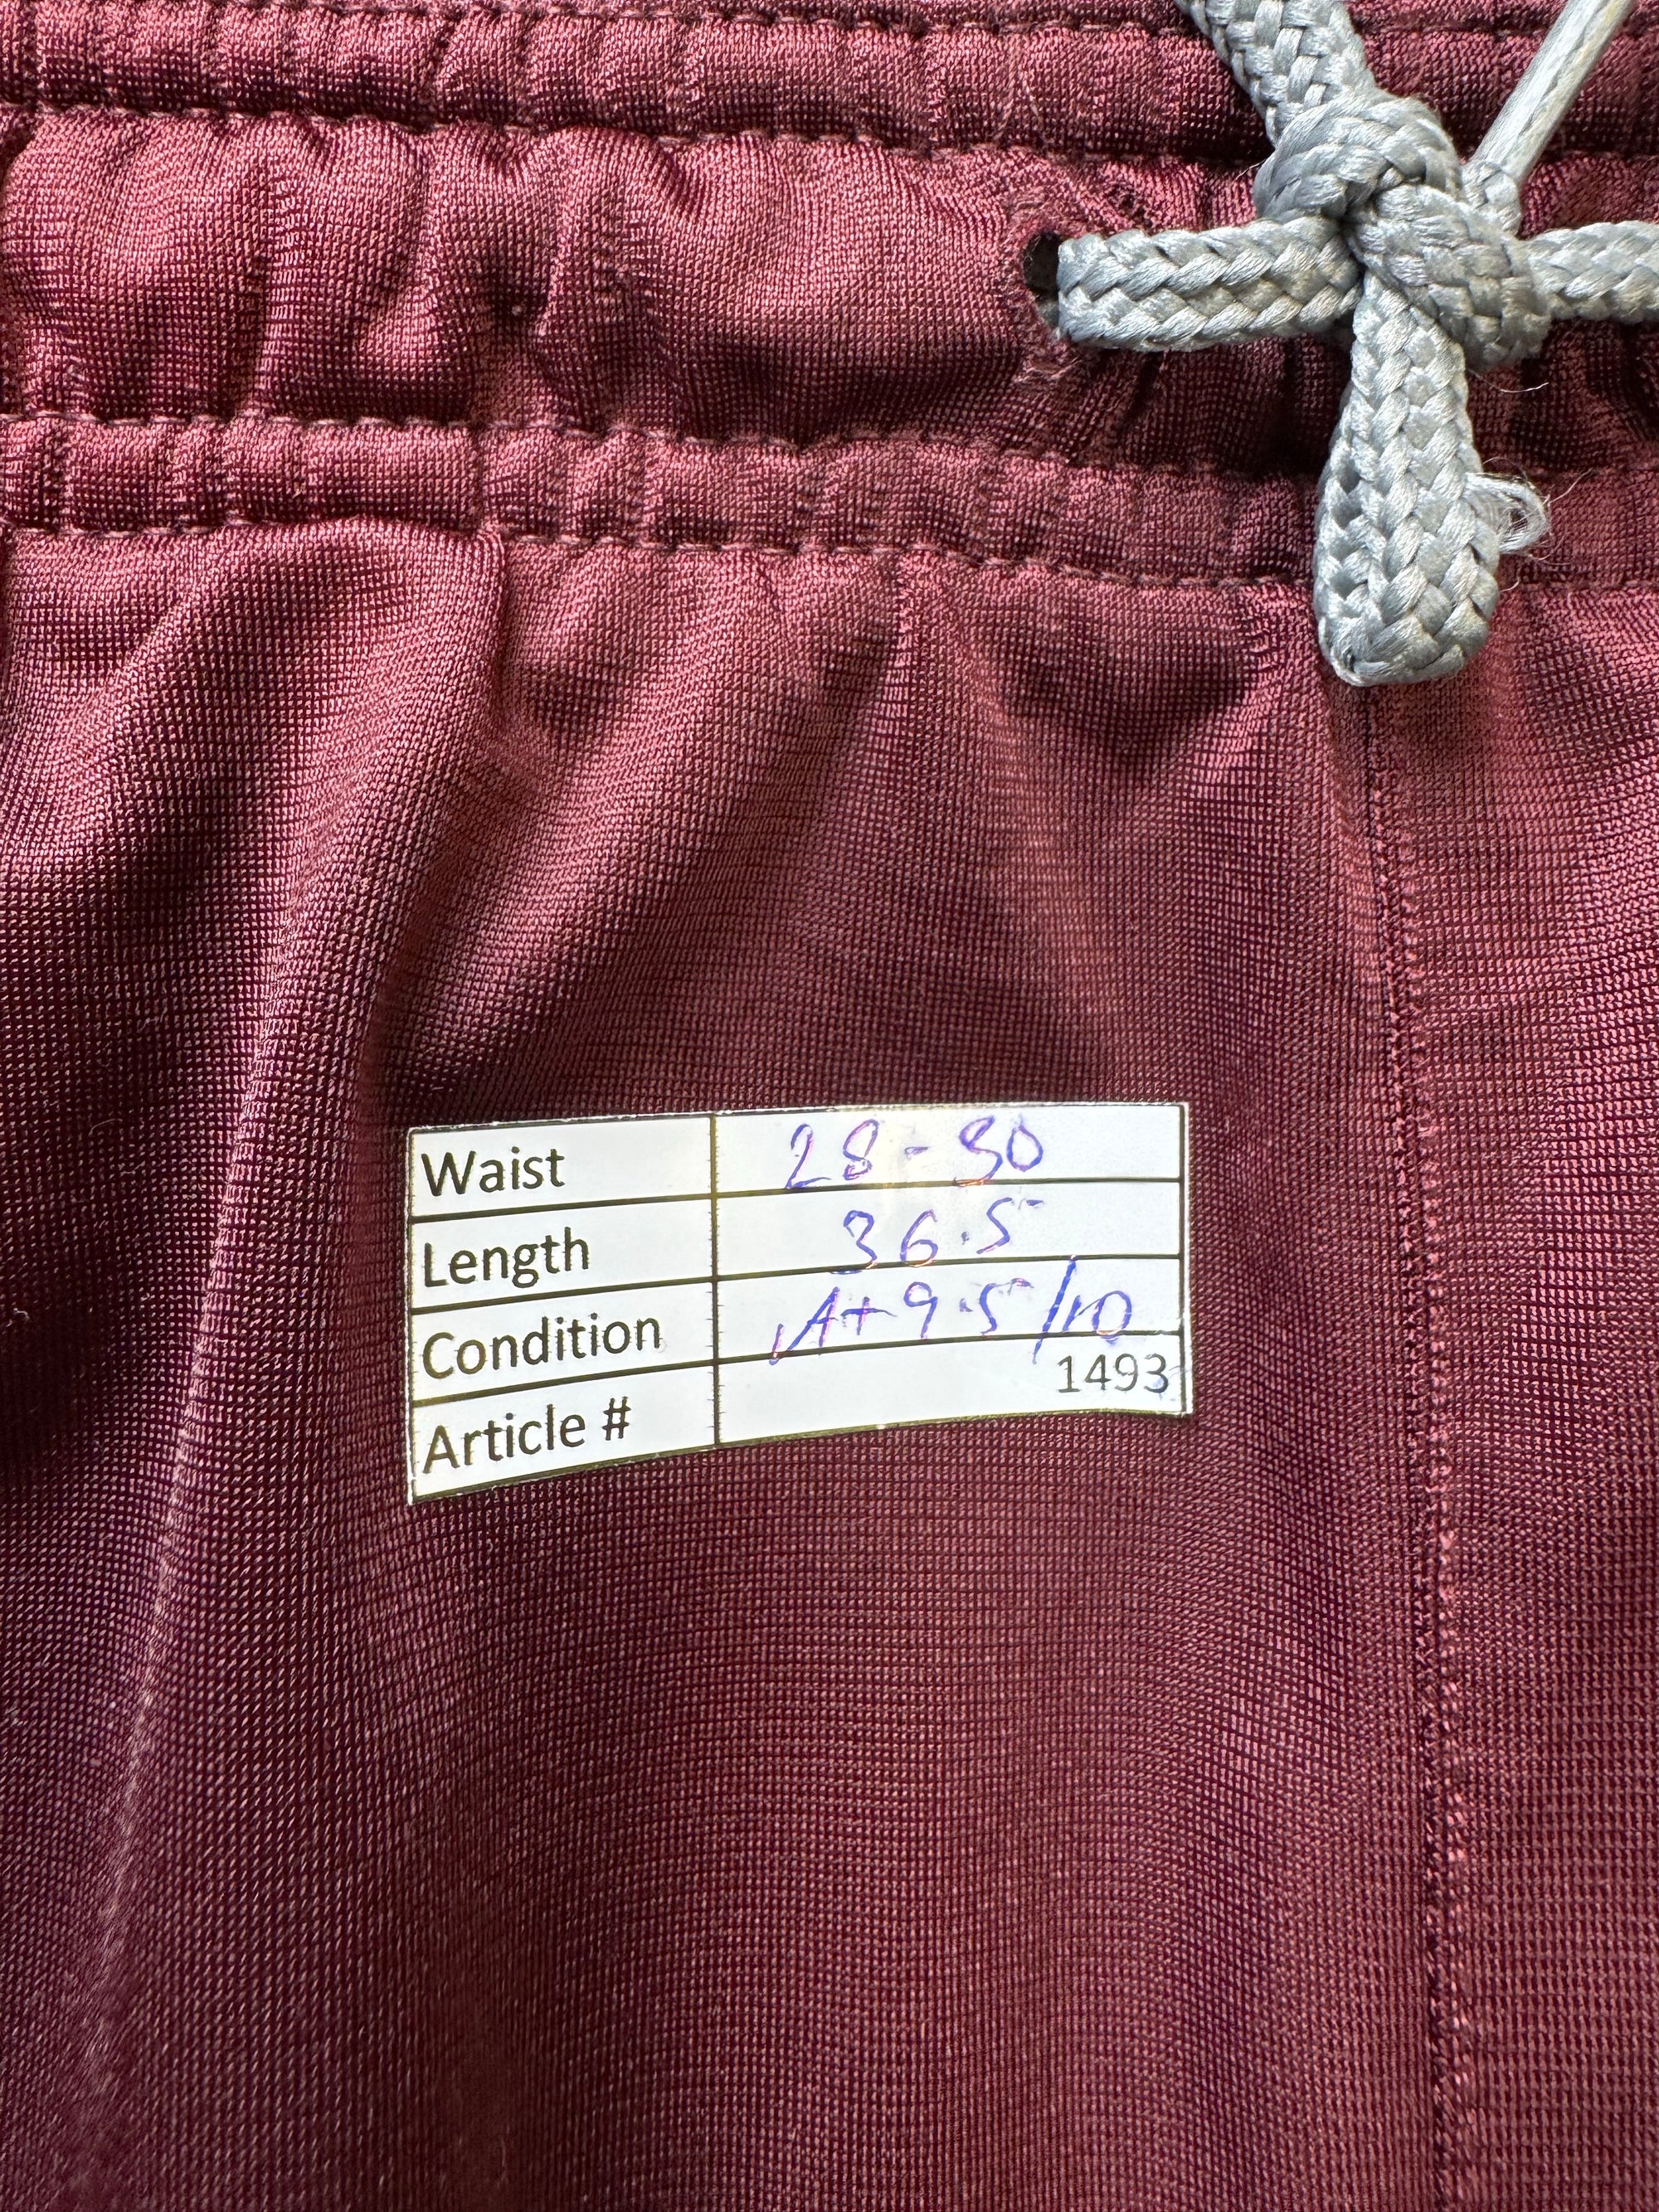 Waist 28-30
Length 36.5
Condition A+ 9.5/10
Article # 1493